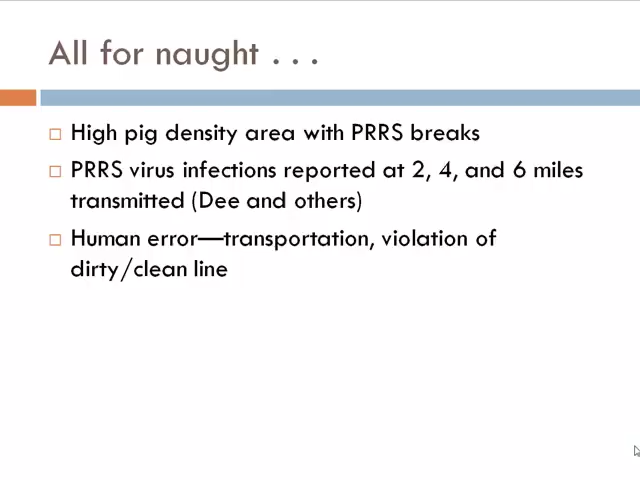 All for naught . . .
High pig density area with PRRS breaks
PRRS virus infections reported at 2, 4, and 6 miles
transmitted (Dee and others)
Human error—transportation, violation of
dirty/clean line